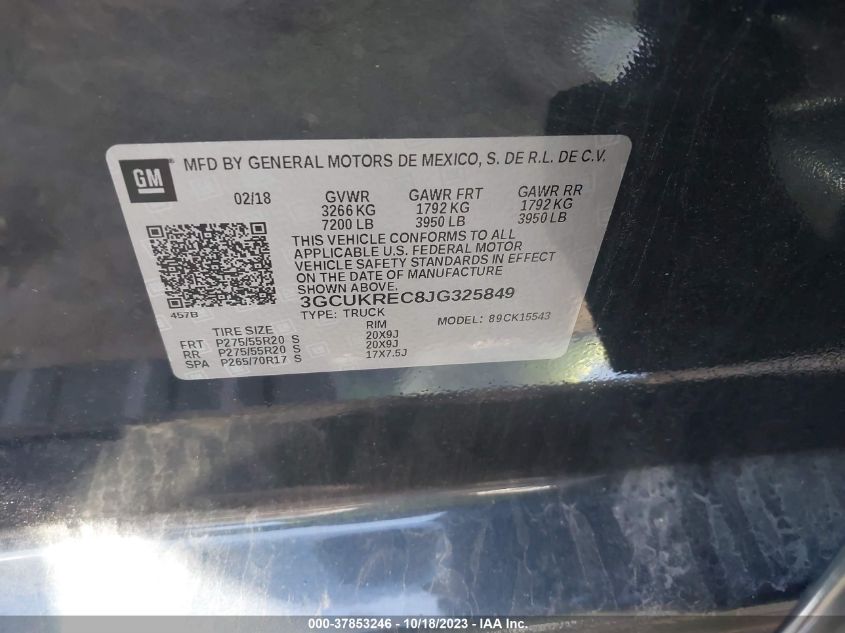 GM
MFD BY GENERAL MOTORS DE MEXICO, S. DE R.L. DE C.V.
02/18 GVWR GAWR FRT GAWR RR
3266 KG 1792 KG 1792 KG
7200 LB 3950 LB 3950 LB
THIS VEHICLE CONFORMS TO ALL
APPLICABLE U.S. FEDERAL MOTOR
VEHICLE SAFETY STANDARDS IN EFFECT
ON THE DATE OF MANUFACTURE
SHOWN ABOVE.
457B
3GCUKREC8JG325849
TYPE: TRUCK MODEL: 89CK15543
TIRE SIZE RIM
FRT P275/55R20 S 20X9J
RR P275/55R20 S 20X9J
SPA P265/70R17 S 17X7.5J
000-37853246 - 10/18/2023 - IAA Inc.